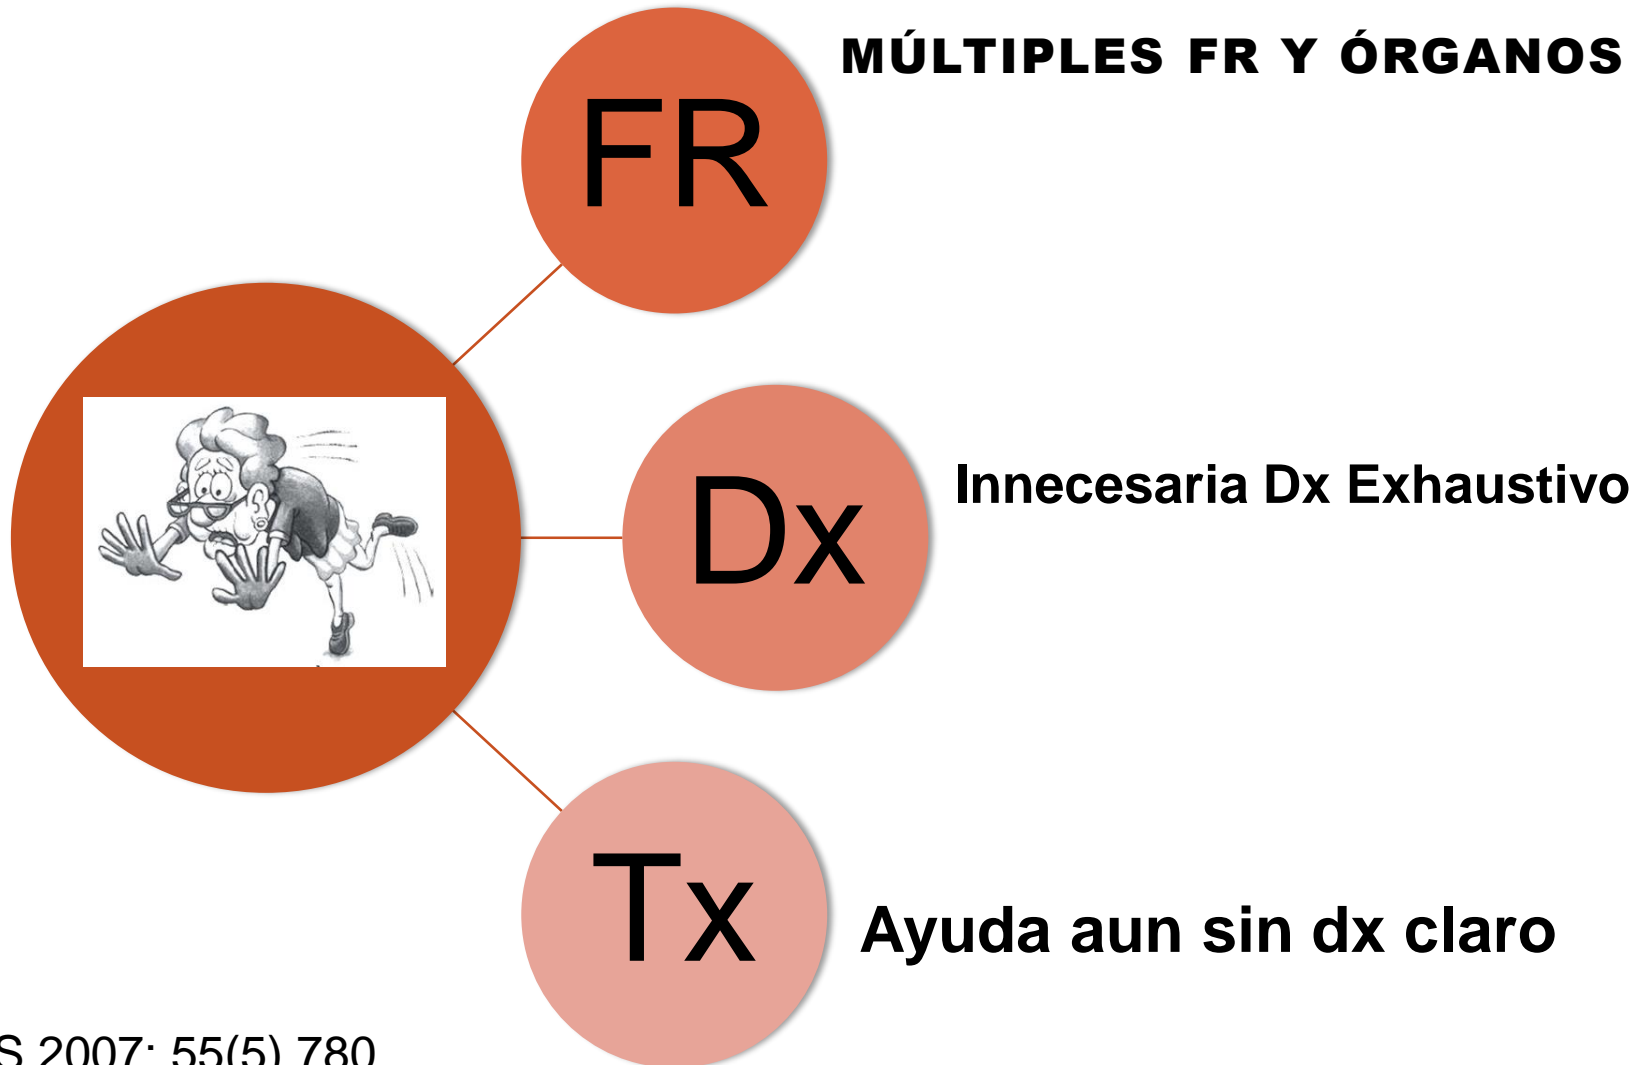 MÚLTIPLES FR Y ÓRGANOS
FR
Dx
Innecesaria Dx Exhaustivo
Tx
Ayuda aun sin dx claro
S 2007; 55(5) 780